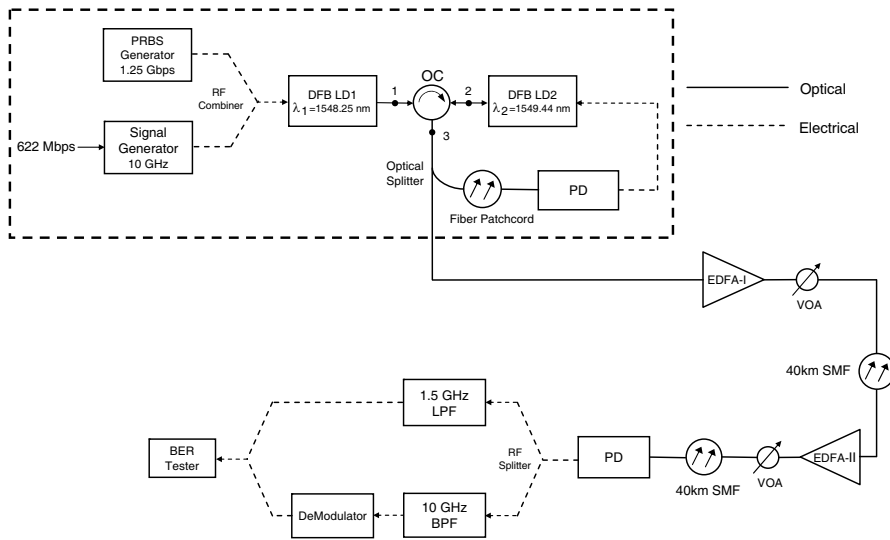 PRBS
Generator
1.25 Gbps
RF
Combiner
622 Mbps
Signal
Generator
10 GHz
DFB LD1
λ1=1548.25 nm
1
OC
2
3
DFB LD2
λ2=1549.44 nm
Optical
Electrical
Optical
Splitter
Fiber Patchcord
PD
EDFA-I
VOA
40km SMF
EDFA-II
VOA
40km SMF
PD
RF
Splitter
1.5 GHz
LPF
10 GHz
BPF
DeModulator
BER
Tester